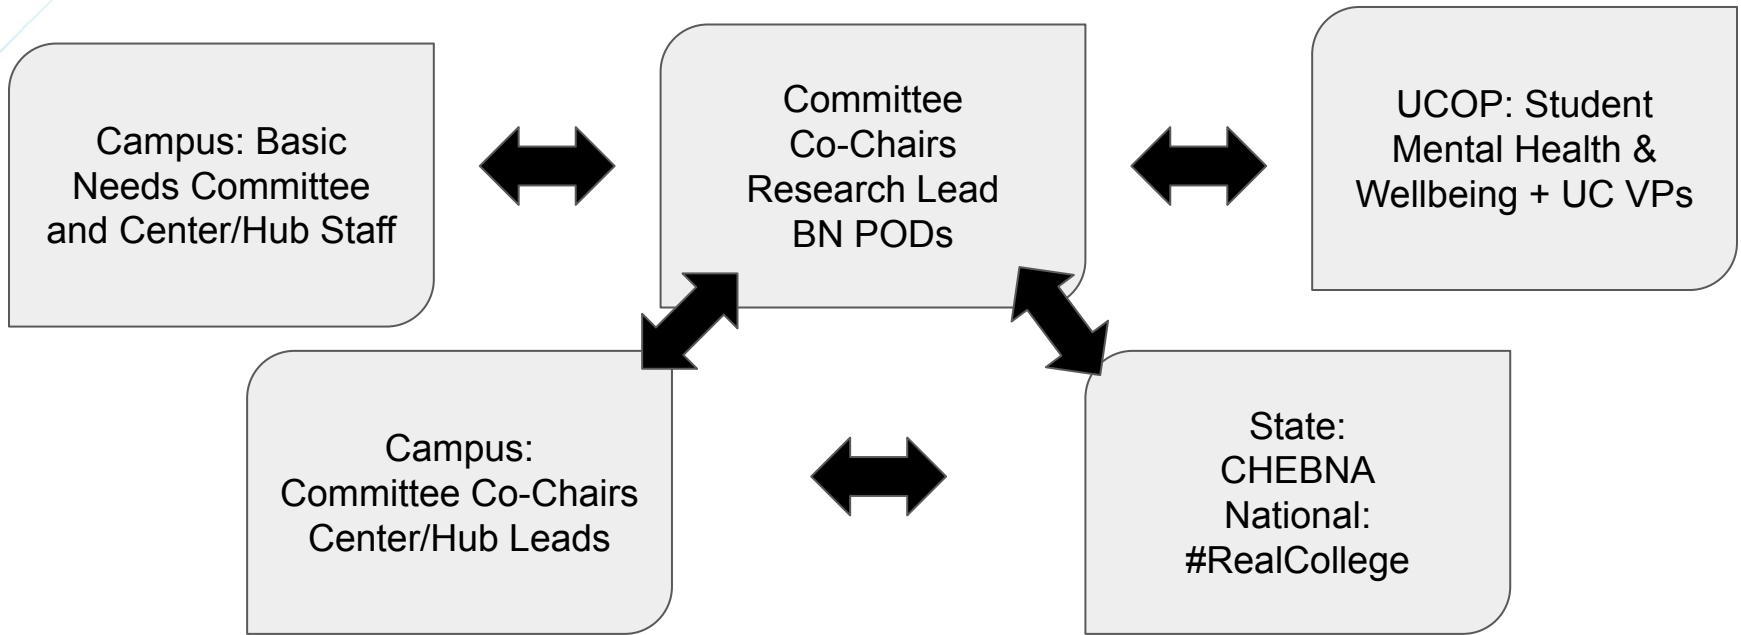 Campus: Basic
Needs Committee
and Center/Hub Staff
Committee
Co-Chairs
Research Lead
BN PODs
UCOP: Student
Mental Health &
Wellbeing + UC VPs
Campus:
Committee Co-Chairs
Center/Hub Leads
State:
CHEBNA
National:
#RealCollege